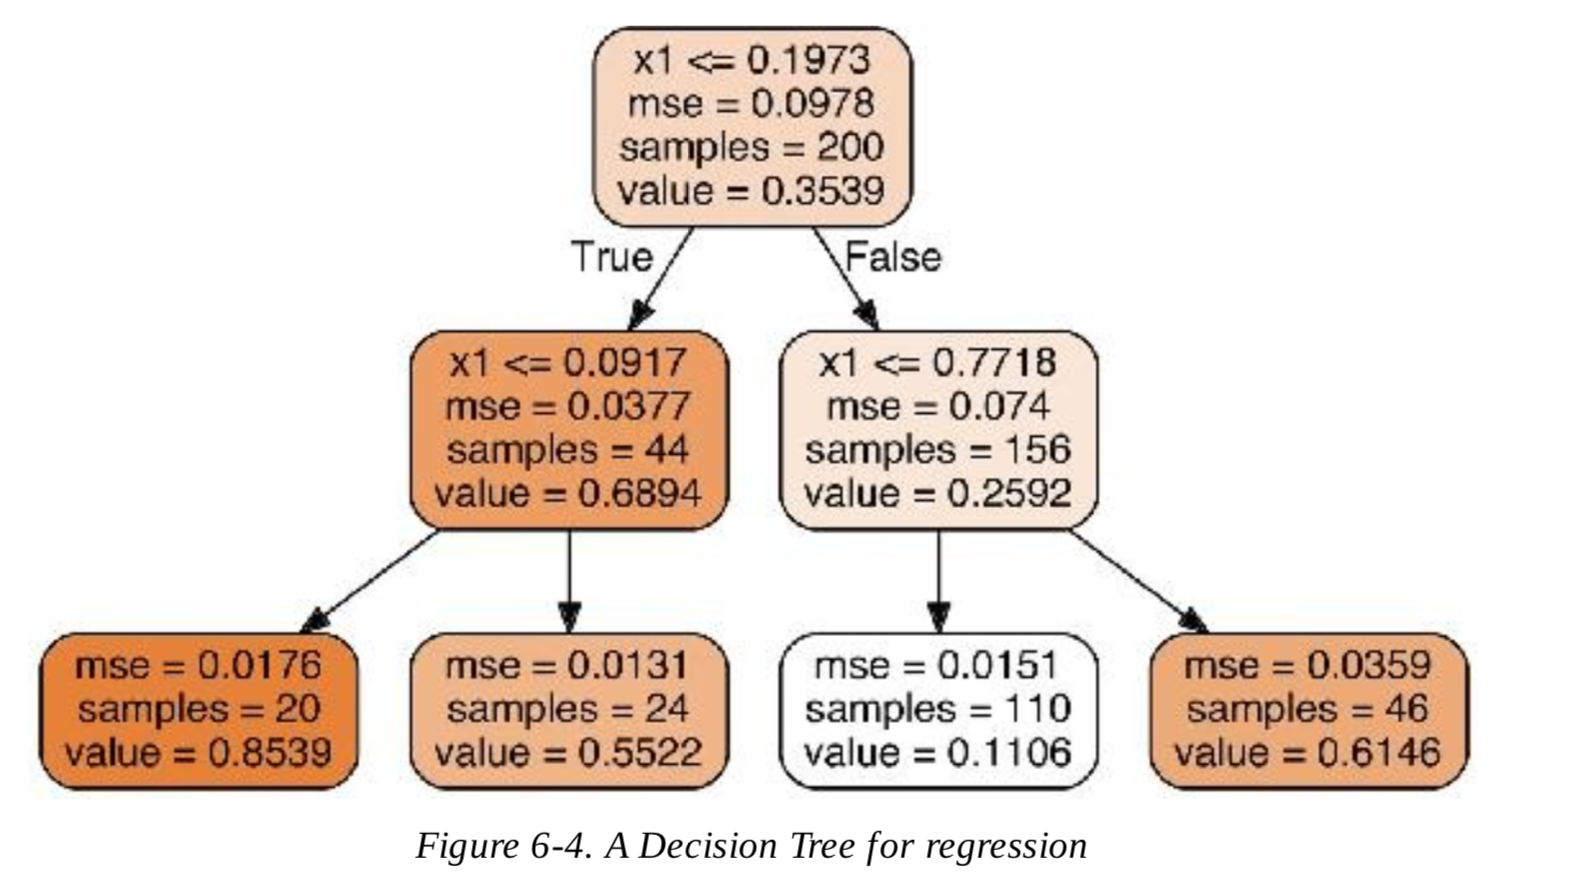 x1 <= 0.1973
mse = 0.0978
samples = 200
value = 0.3539
True
False
x1 <= 0.0917
mse = 0.0377
samples = 44
value = 0.6894
x1 <= 0.7718
mse = 0.074
samples = 156
value = 0.2592
mse = 0.0176
samples = 20
value = 0.8539
mse = 0.0131
samples = 24
value = 0.5522
mse = 0.0151
samples = 110
value = 0.1106
mse = 0.0359
samples = 46
value = 0.6146
Figure 6-4. A Decision Tree for regression